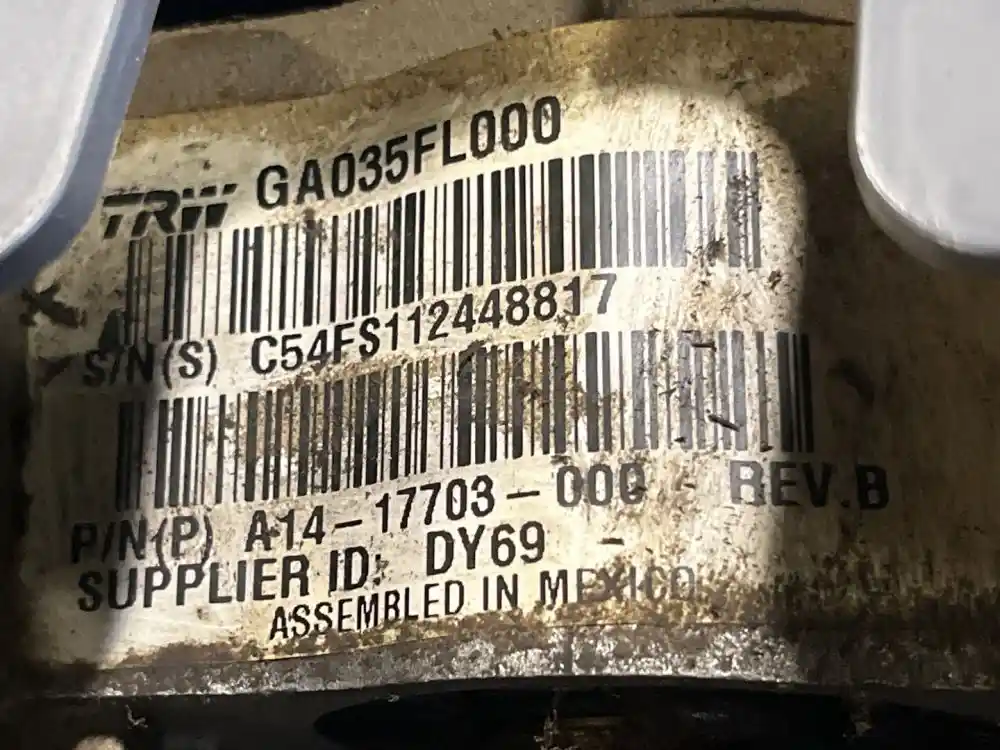 TRW GA035FL000
S/N(S) C54FS112448817
P/N(P) A14-17703-000 - REV.B
SUPPLIER ID: DY69 -
ASSEMBLED IN MEXICO